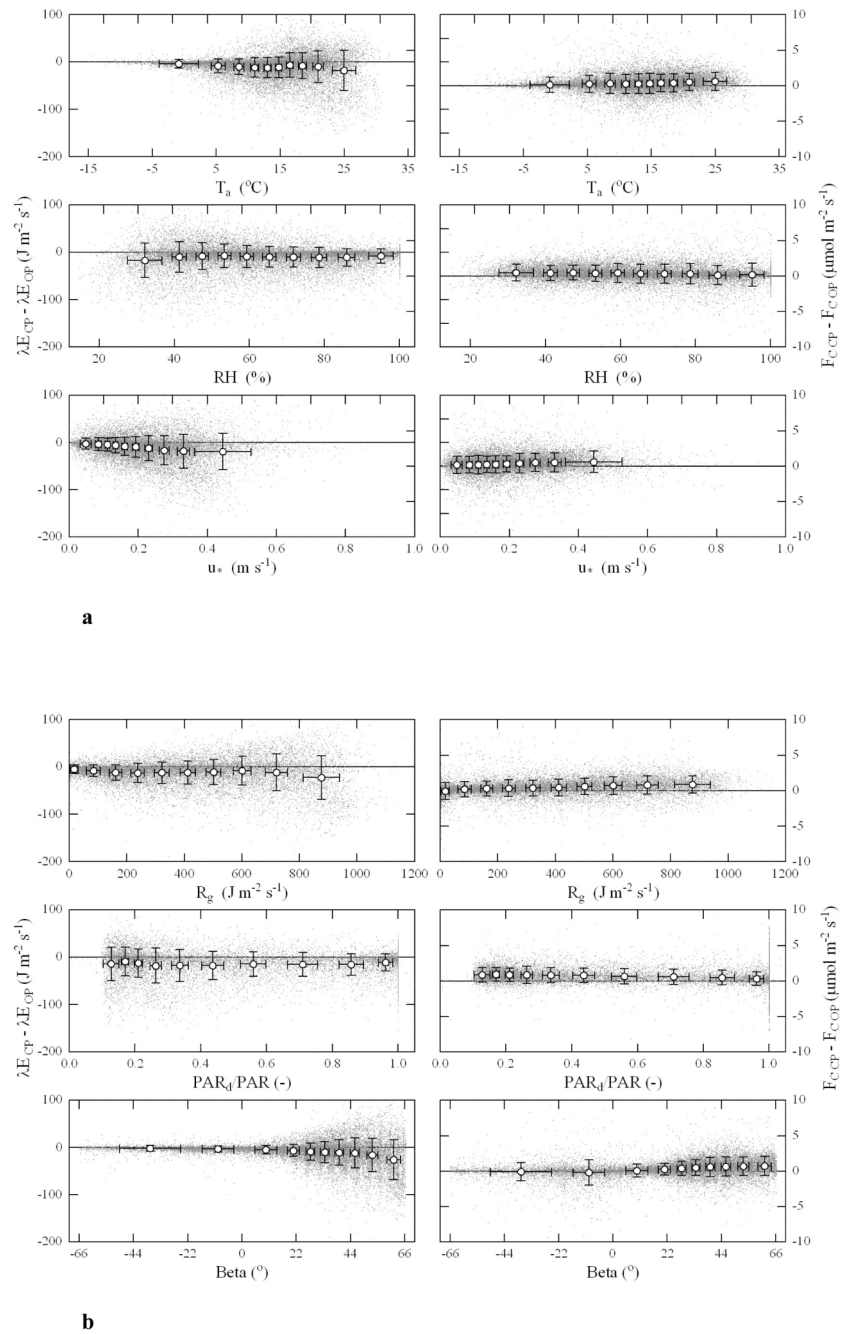 100 10
0 5
0
-100 -5
-200 -10
-15 -5 5 15 25 35 -15 -5 5 15 25 35
Tₐ (°C) Tₐ (°C)
λE_CP - λE_OP (J m⁻² s⁻¹)
F_C CP - F_C OP (μmol m⁻² s⁻¹)
100 10
0 5
0
-100 -5
-200 -10
20 40 60 80 100 20 40 60 80 100
RH (%) RH (%)
100 10
0 5
0
-100 -5
-200 -10
0.0 0.2 0.4 0.6 0.8 1.0 0.0 0.2 0.4 0.6 0.8 1.0
u* (m s⁻¹) u* (m s⁻¹)
a
100 10
0 5
0
-100 -5
-200 -10
0 200 400 600 800 1000 1200 0 200 400 600 800 1000 1200
R_g (J m⁻² s⁻¹) R_g (J m⁻² s⁻¹)
λE_CP - λE_OP (J m⁻² s⁻¹)
F_C CP - F_C OP (μmol m⁻² s⁻¹)
100 10
0 5
0
-100 -5
-200 -10
0.0 0.2 0.4 0.6 0.8 1.0 0.0 0.2 0.4 0.6 0.8 1.0
PAR_d/PAR (-) PAR_d/PAR (-)
100 10
0 5
0
-100 -5
-200 -10
-66 -44 -22 0 22 44 66 -66 -44 -22 0 22 44 66
Beta (°) Beta (°)
b